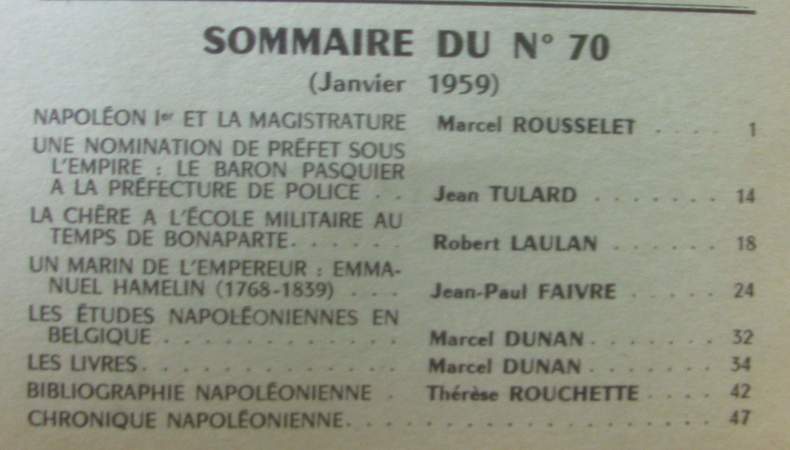 SOMMAIRE DU N° 70
(Janvier 1959)
NAPOLÉON Ier ET LA MAGISTRATURE Marcel ROUSSELET . . . . 1
UNE NOMINATION DE PRÉFET SOUS
L'EMPIRE : LE BARON PASQUIER
A LA PRÉFECTURE DE POLICE . . Jean TULARD . . . . . . . 14
LA CHÈRE A L'ÉCOLE MILITAIRE AU
TEMPS DE BONAPARTE. . . . . . Robert LAULAN . . . . . . 18
UN MARIN DE L'EMPEREUR : EMMA-
NUEL HAMELIN (1768-1839) . . . Jean-Paul FAIVRE . . . . . 24
LES ÉTUDES NAPOLÉONIENNES EN
BELGIQUE . . . . . . . . . . . Marcel DUNAN . . . . . . . 32
LES LIVRES. . . . . . . . . . . . Marcel DUNAN . . . . . . . 34
BIBLIOGRAPHIE NAPOLÉONIENNE . Thérèse ROUCHETTE . . . . 42
CHRONIQUE NAPOLÉONIENNE. . . . . . . . . . . . . . . . . 47